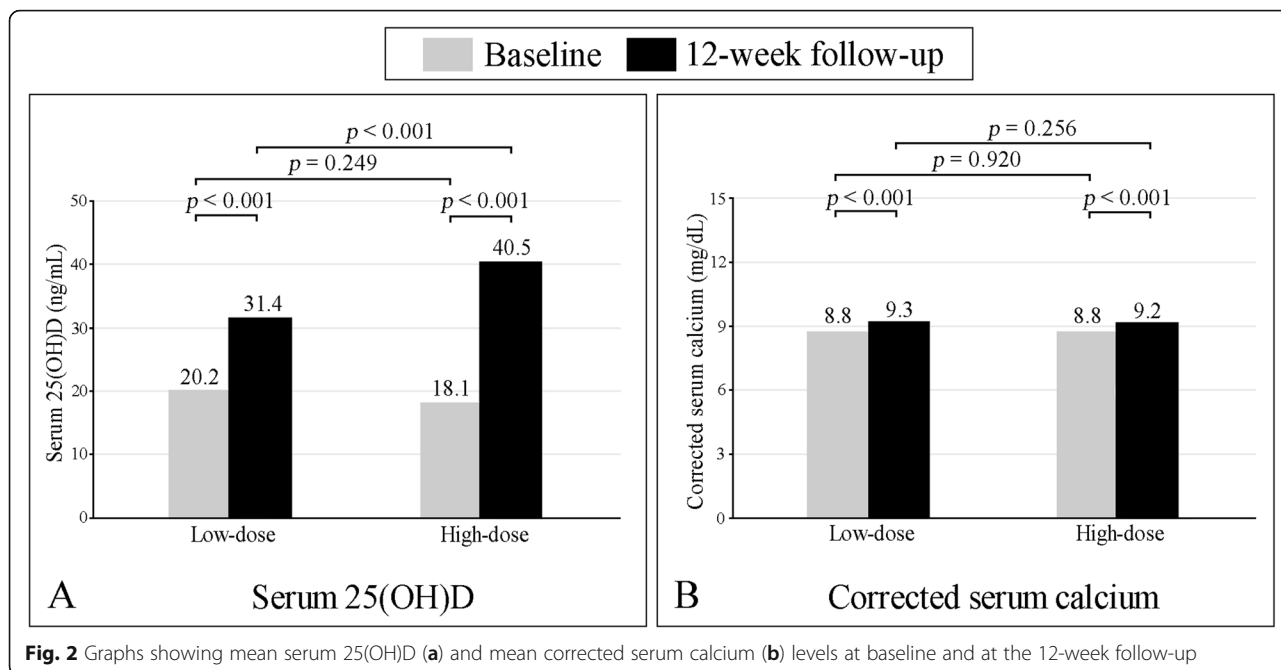 Baseline 12-week follow-up
p < 0.001
p = 0.249
p < 0.001 p < 0.001
50
40
30
20
10
0
Serum 25(OH)D (ng/mL)
20.2
31.4
18.1
40.5
Low-dose High-dose
A Serum 25(OH)D
p = 0.256
p = 0.920
p < 0.001 p < 0.001
15
12
9
6
3
0
Corrected serum calcium (mg/dL)
8.8
9.3
8.8
9.2
Low-dose High-dose
B Corrected serum calcium
Fig. 2 Graphs showing mean serum 25(OH)D (a) and mean corrected serum calcium (b) levels at baseline and at the 12-week follow-up